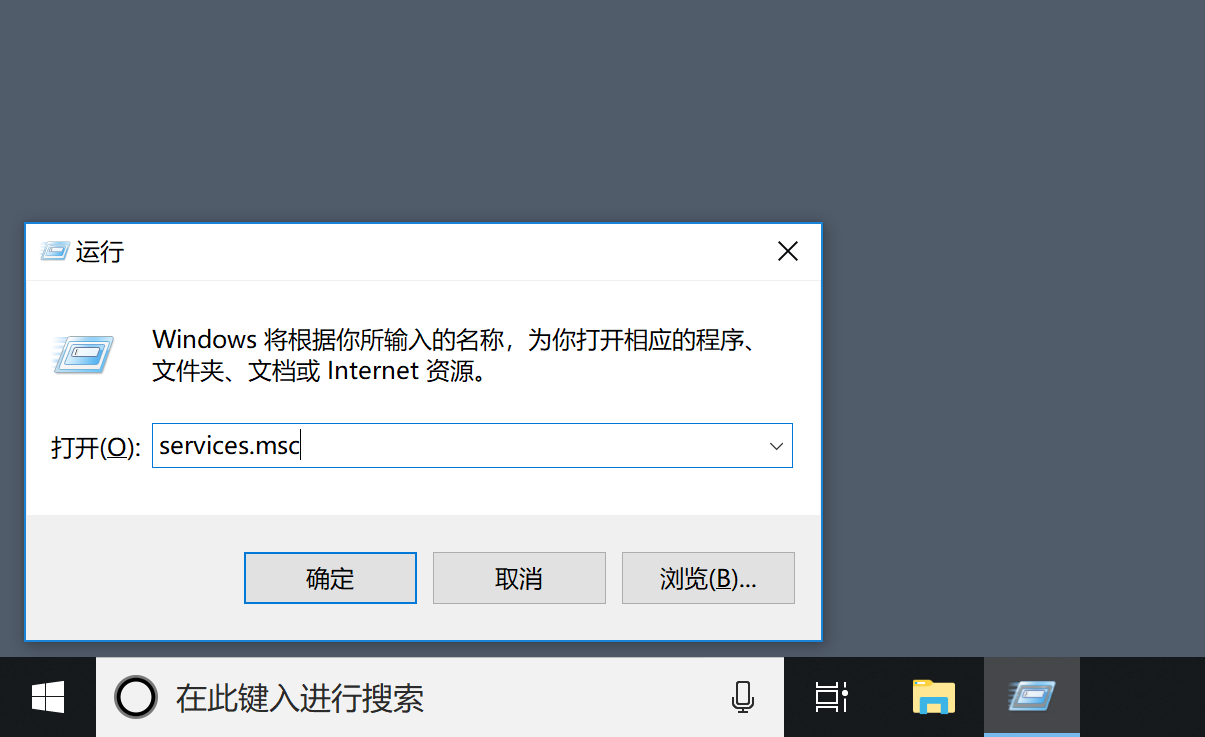 运行
Windows 将根据你所输入的名称，为你打开相应的程序、
文件夹、文档或 Internet 资源。
打开(O): services.msc
确定 取消 浏览(B)...
在此键入进行搜索